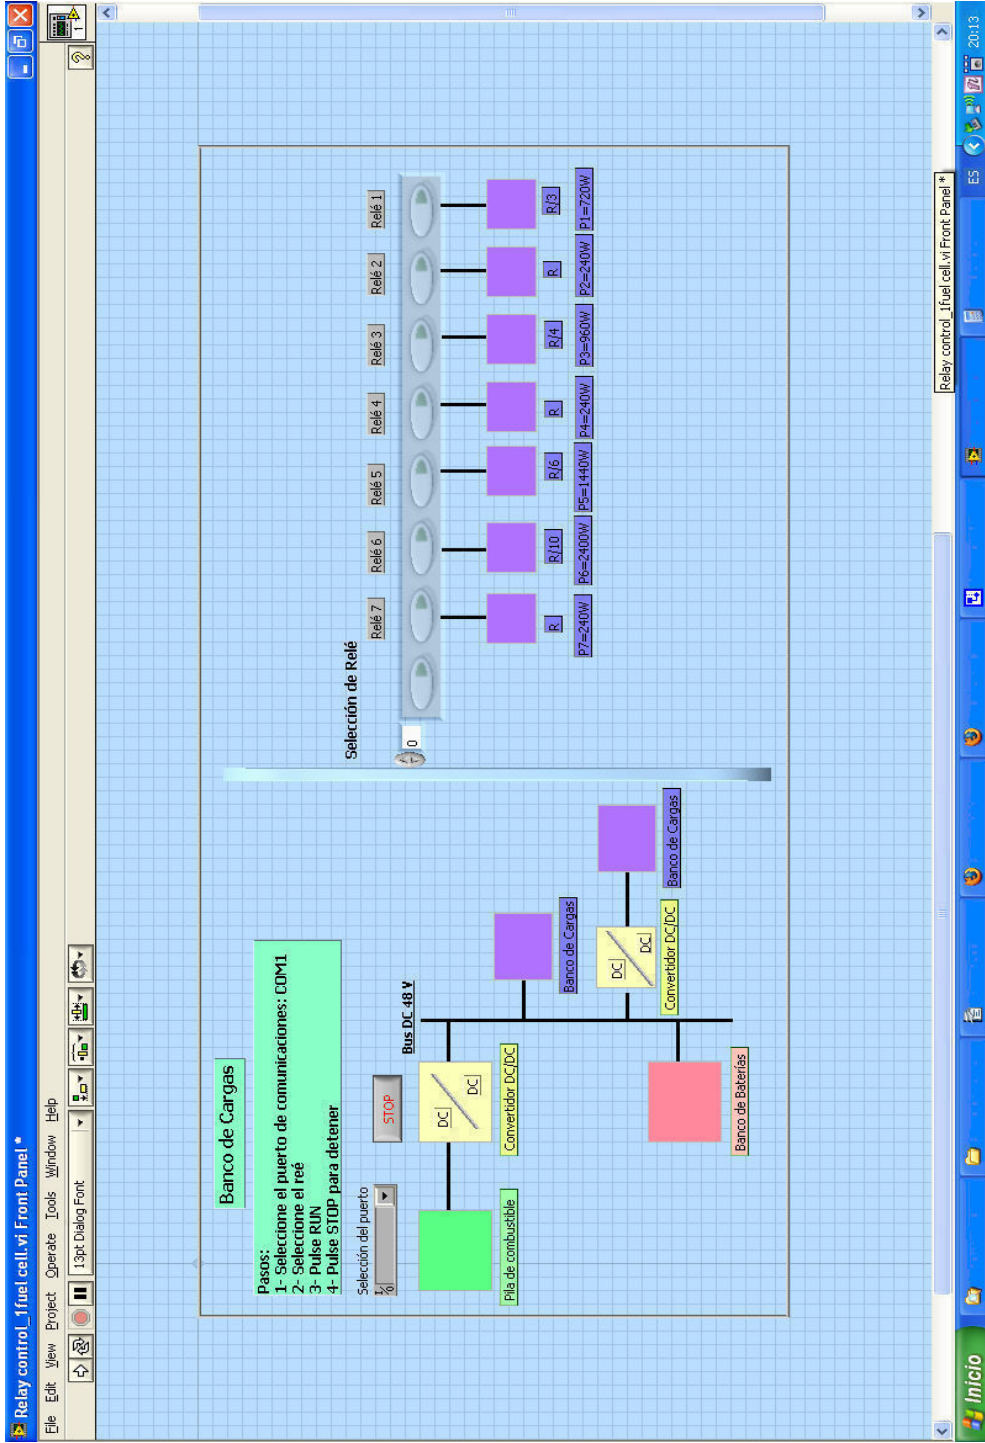 Relay control_1fuel cell.vi Front Panel *
File Edit View Project Operate Tools Window Help
13pt Dialog Font
?
1
Banco de Cargas
Pasos:
1- Seleccione el puerto de comunicaciones: COM1
2- Seleccione el reé
3- Pulse RUN
4- Pulse STOP para detener
Selección del puerto
I/O
STOP
Bus DC 48 V
DC
DC
Pila de combustible
Convertidor DC/DC
Banco de Cargas
DC
DC
Convertidor DC/DC
Banco de Cargas
Banco de Baterías
Selección de Relé
0
Relé 7 Relé 6 Relé 5 Relé 4 Relé 3 Relé 2 Relé 1
R R/10 R/6 R R/4 R R/3
P7=240W P6=2400W P5=1440W P4=240W P3=960W P2=240W P1=720W
Relay control_1fuel cell.vi Front Panel *
Inicio
ES
20:13